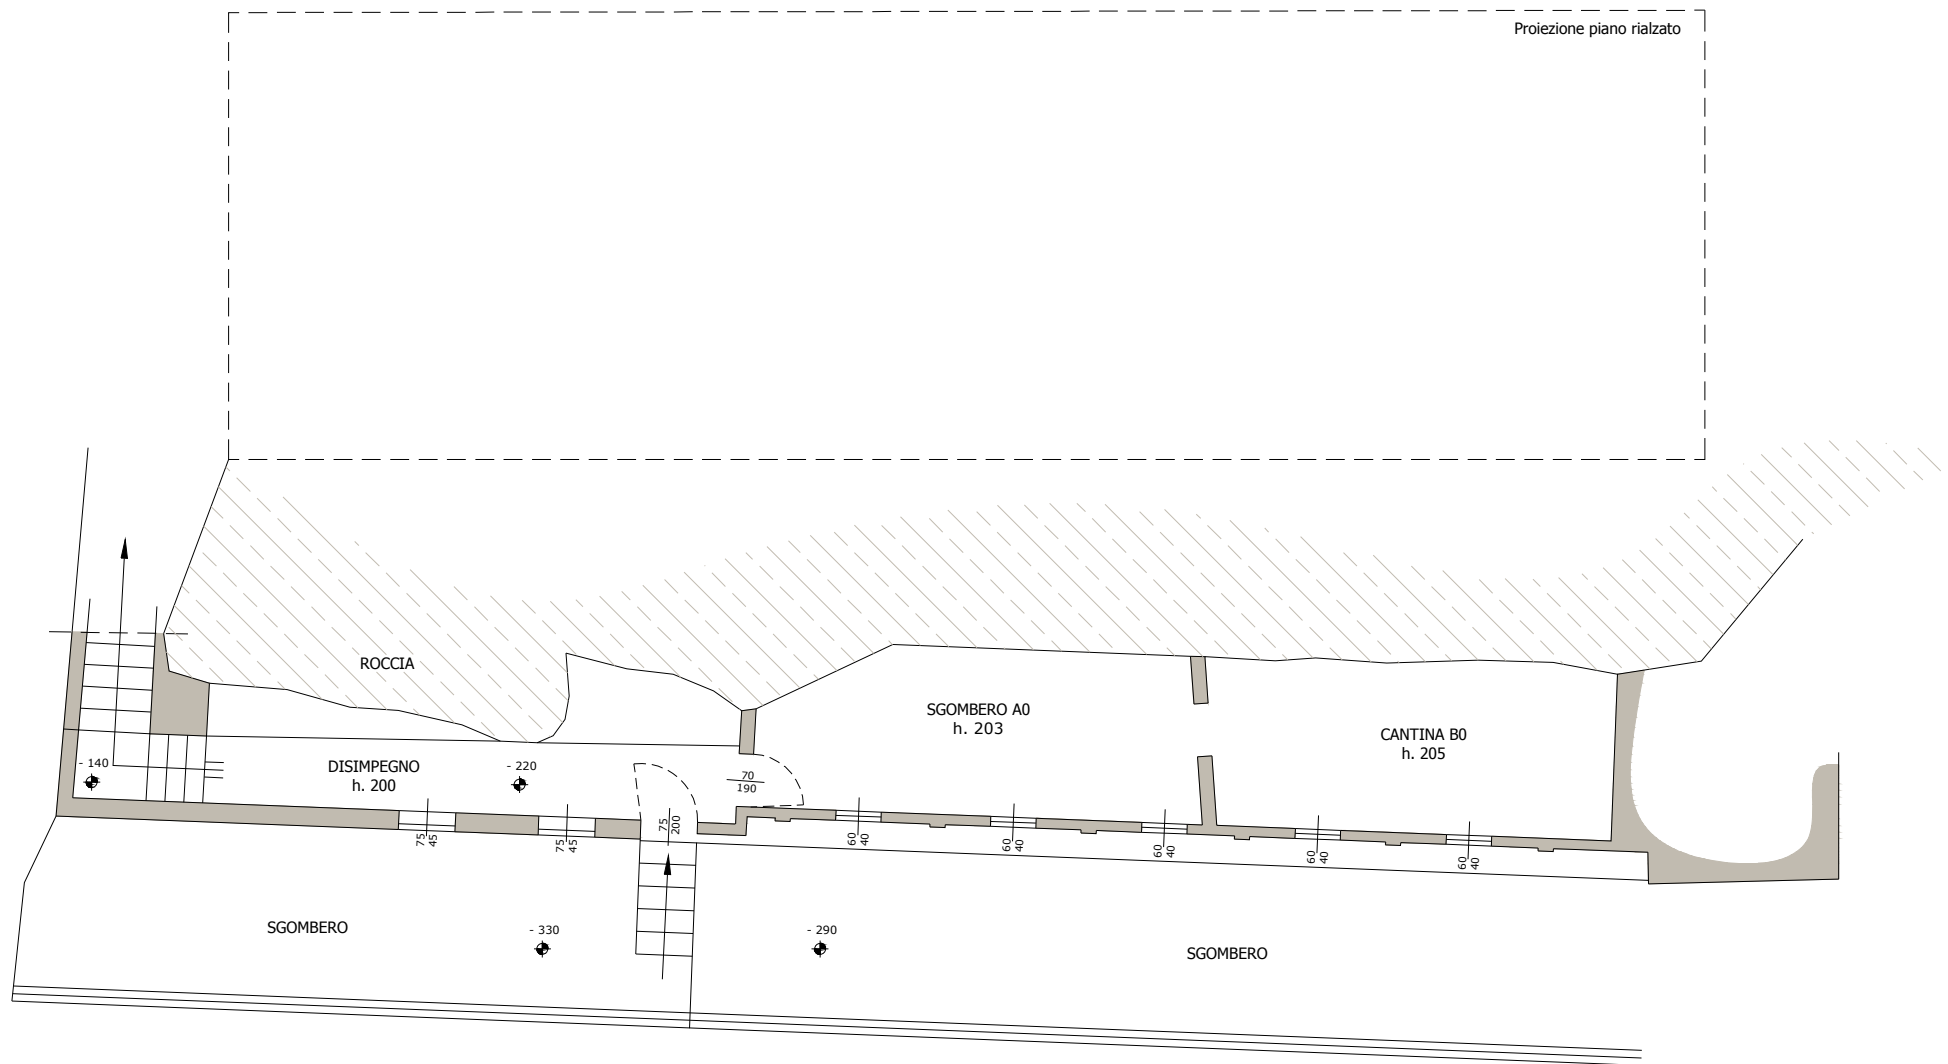 Proiezione piano rialzato
ROCCIA
SGOMBERO A0
h. 203
CANTINA B0
h. 205
- 140
DISIMPEGNO
h. 200
- 220
70
190
75
200
75
45
75
45
60
40
60
40
60
40
60
40
60
40
SGOMBERO
- 330
- 290
SGOMBERO